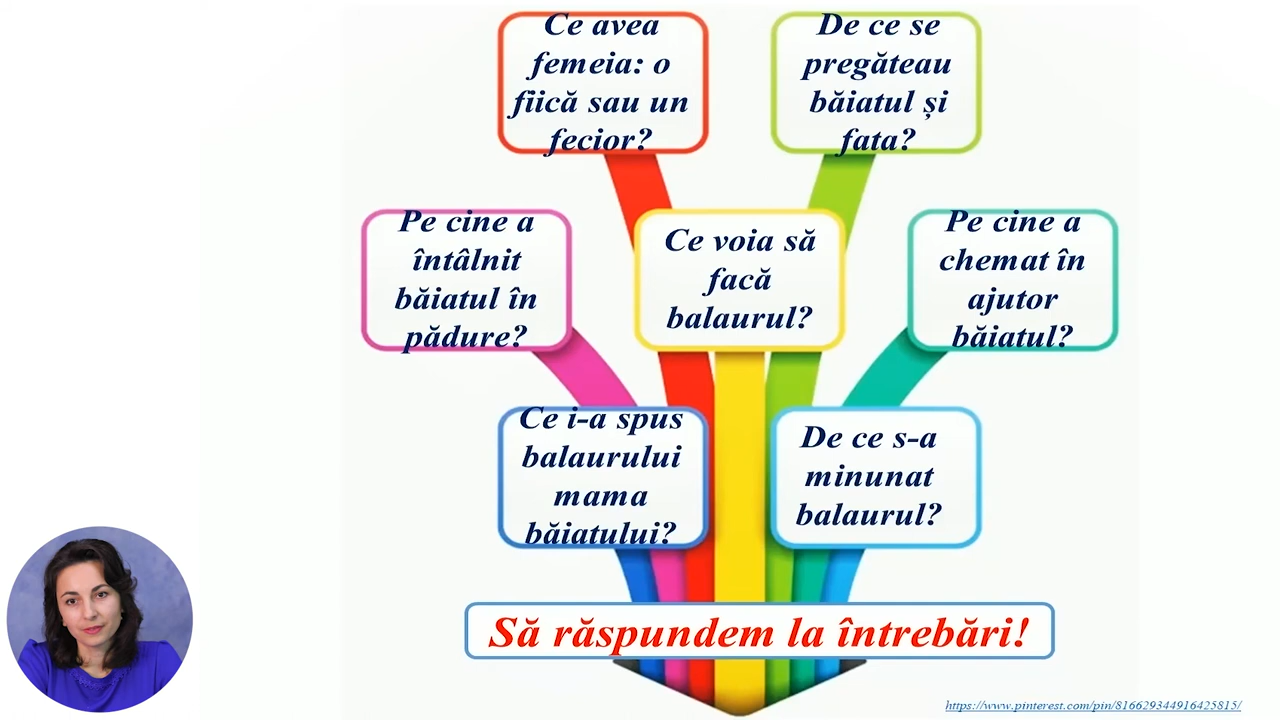 Ce avea
femeia: o
fiică sau un
fecior?
De ce se
pregăteau
băiatul și
fata?
Pe cine a
întâlnit
băiatul în
pădure?
Ce voia să
facă
balaurul?
Pe cine a
chemat în
ajutor
băiatul?
Ce i-a spus
balaurului
mama
băiatului?
De ce s-a
minunat
balaurul?
Să răspundem la întrebări!
https://www.pinterest.com/pin/816629344916425815/